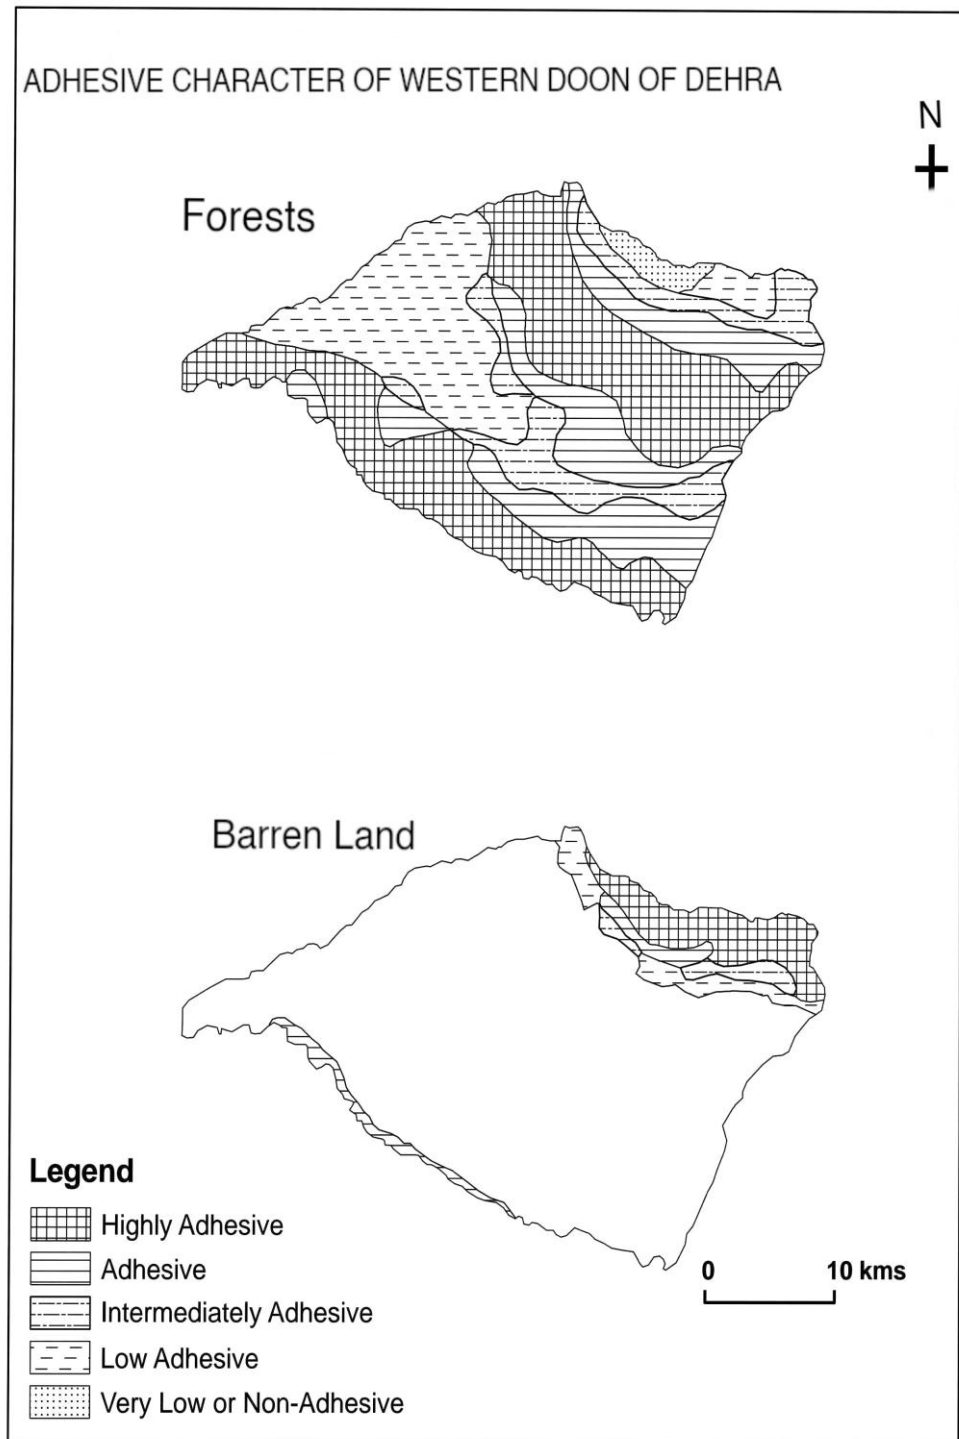 ADHESIVE CHARACTER OF WESTERN DOON OF DEHRA
N
Forests
Barren Land
Legend
Highly Adhesive
Adhesive
Intermediately Adhesive
Low Adhesive
Very Low or Non-Adhesive
0 10 kms